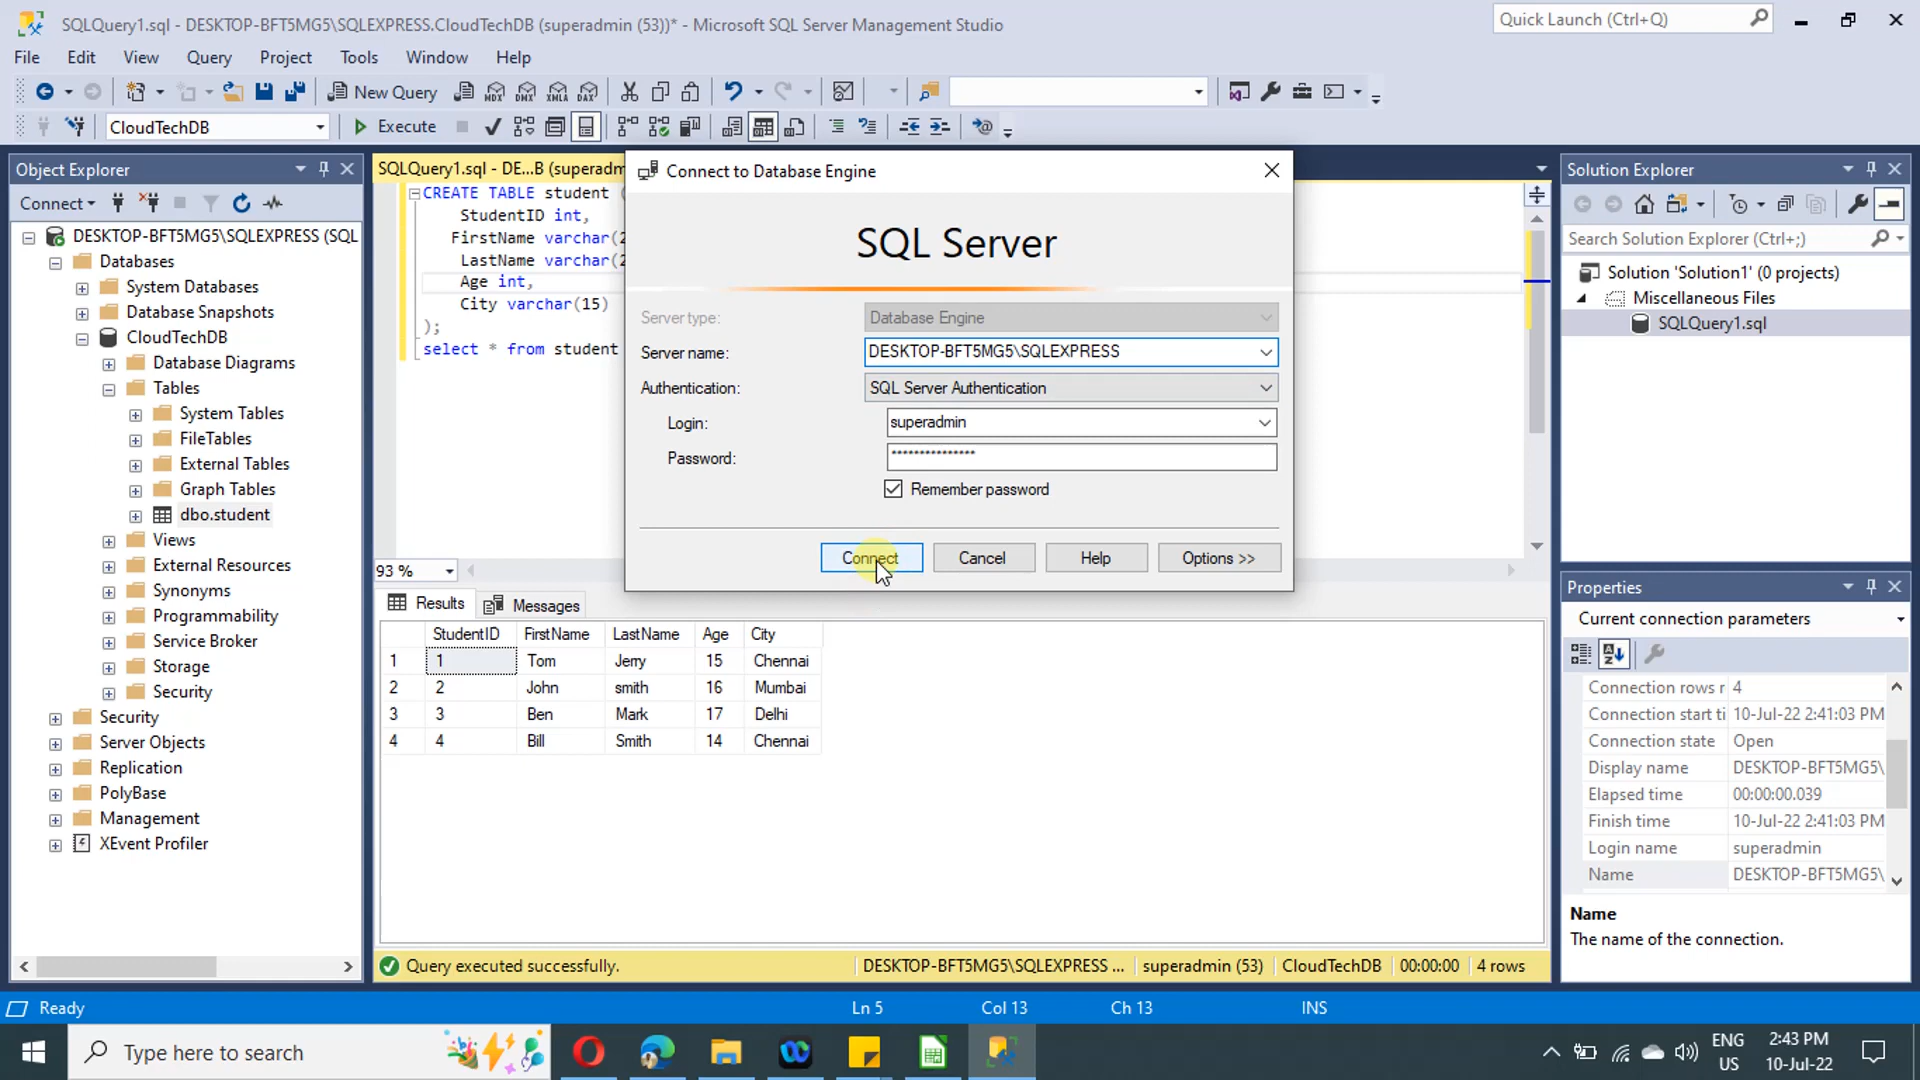 SQLQuery1.sql - DESKTOP-BFT5MG5\SQLEXPRESS.CloudTechDB (superadmin (53))* - Microsoft SQL Server Management Studio
Quick Launch (Ctrl+Q)
File Edit View Query Project Tools Window Help
New Query
MDX DMX XMLA DAX
CloudTechDB
Execute
Object Explorer
Connect
DESKTOP-BFT5MG5\SQLEXPRESS (SQL
Databases
System Databases
Database Snapshots
CloudTechDB
Database Diagrams
Tables
System Tables
FileTables
External Tables
Graph Tables
dbo.student
Views
External Resources
Synonyms
Programmability
Service Broker
Storage
Security
Security
Server Objects
Replication
PolyBase
Management
XEvent Profiler
SQLQuery1.sql - DE...B (superadm
CREATE TABLE student (
StudentID int,
FirstName varchar(2
LastName varchar(2
Age int,
City varchar(15)
);
select * from student
93 %
Connect to Database Engine
SQL Server
Server type: Database Engine
Server name: DESKTOP-BFT5MG5\SQLEXPRESS
Authentication: SQL Server Authentication
Login: superadmin
Password: ***************
Remember password
Connect Cancel Help Options >>
Results Messages
StudentID FirstName LastName Age City
1 1 Tom Jerry 15 Chennai
2 2 John smith 16 Mumbai
3 3 Ben Mark 17 Delhi
4 4 Bill Smith 14 Chennai
Query executed successfully. DESKTOP-BFT5MG5\SQLEXPRESS ... superadmin (53) CloudTechDB 00:00:00 4 rows
Solution Explorer
Search Solution Explorer (Ctrl+;)
Solution 'Solution1' (0 projects)
Miscellaneous Files
SQLQuery1.sql
Properties
Current connection parameters
Connection rows r 4
Connection start ti 10-Jul-22 2:41:03 PM
Connection state Open
Display name DESKTOP-BFT5MG5\
Elapsed time 00:00:00.039
Finish time 10-Jul-22 2:41:03 PM
Login name superadmin
Name DESKTOP-BFT5MG5\
Name
The name of the connection.
Ready Ln 5 Col 13 Ch 13 INS
Type here to search
ENG
US
2:43 PM
10-Jul-22